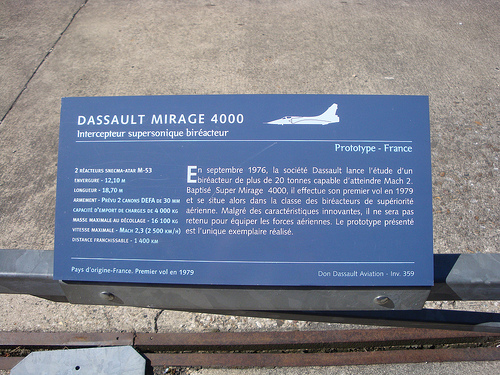 DASSAULT MIRAGE 4000
Intercepteur supersonique biréacteur
Prototype - France
2 RÉACTEURS SNECMA-ATAR M-53
ENVERGURE - 12,10 M
LONGUEUR - 18,70 M
ARMEMENT - PRÉVU 2 CANONS DEFA DE 30 MM
CAPACITÉ D'EMPORT DE CHARGES DE 4 000 KG
MASSE MAXIMALE AU DÉCOLLAGE - 16 100 KG
VITESSE MAXIMALE - MACH 2,3 (2 500 KM/H)
DISTANCE FRANCHISSABLE - 1 400 KM
En septembre 1976, la société Dassault lance l'étude d'un
biréacteur de plus de 20 tonnes capable d'atteindre Mach 2.
Baptisé Super Mirage 4000, il effectue son premier vol en 1979
et se situe alors dans la classe des biréacteurs de supériorité
aérienne. Malgré des caractéristiques innovantes, il ne sera pas
retenu pour équiper les forces aériennes. Le prototype présenté
est l'unique exemplaire réalisé.
Pays d'origine-France. Premier vol en 1979
Don Dassault Aviation - Inv. 359